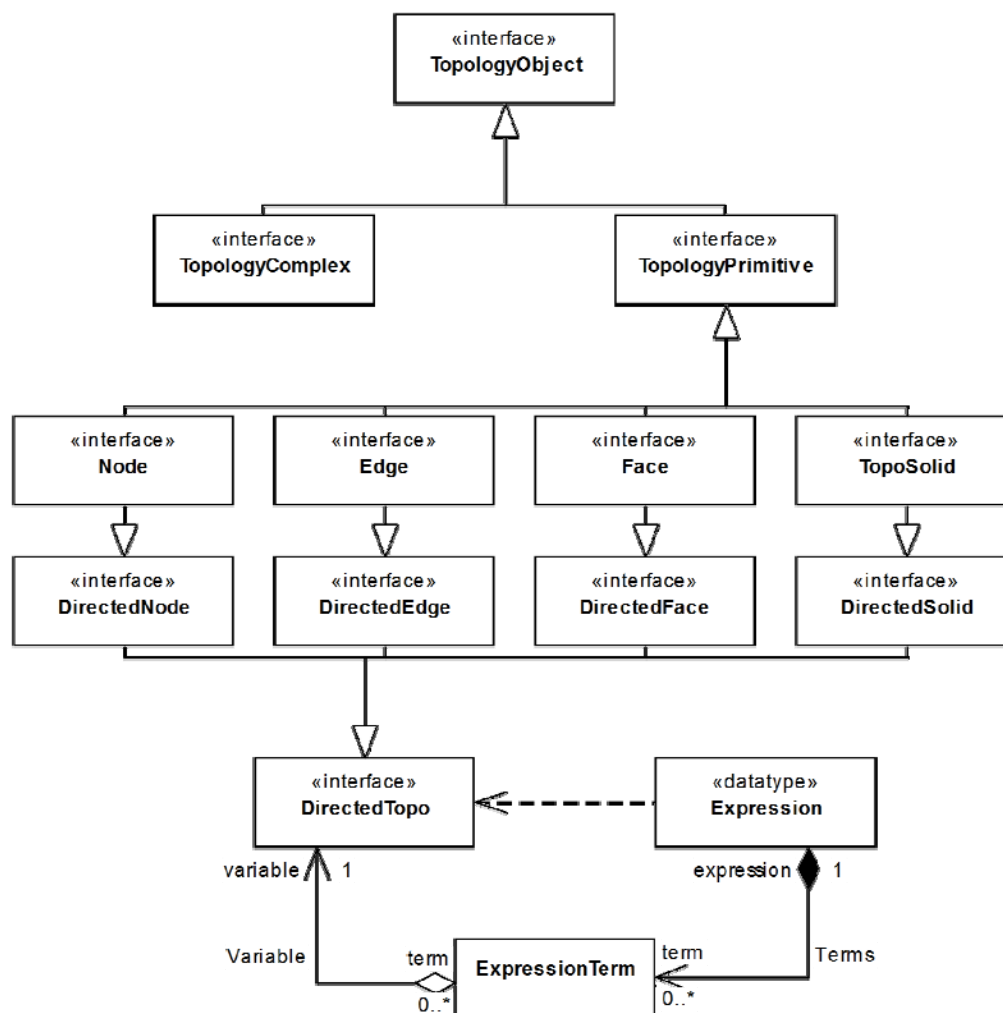 «interface»
TopologyObject
«interface»
TopologyComplex
«interface»
TopologyPrimitive
«interface»
Node
«interface»
Edge
«interface»
Face
«interface»
TopoSolid
«interface»
DirectedNode
«interface»
DirectedEdge
«interface»
DirectedFace
«interface»
DirectedSolid
«interface»
DirectedTopo
«datatype»
Expression
variable 1
expression 1
Variable
term
0..*
ExpressionTerm
term
0..*
Terms